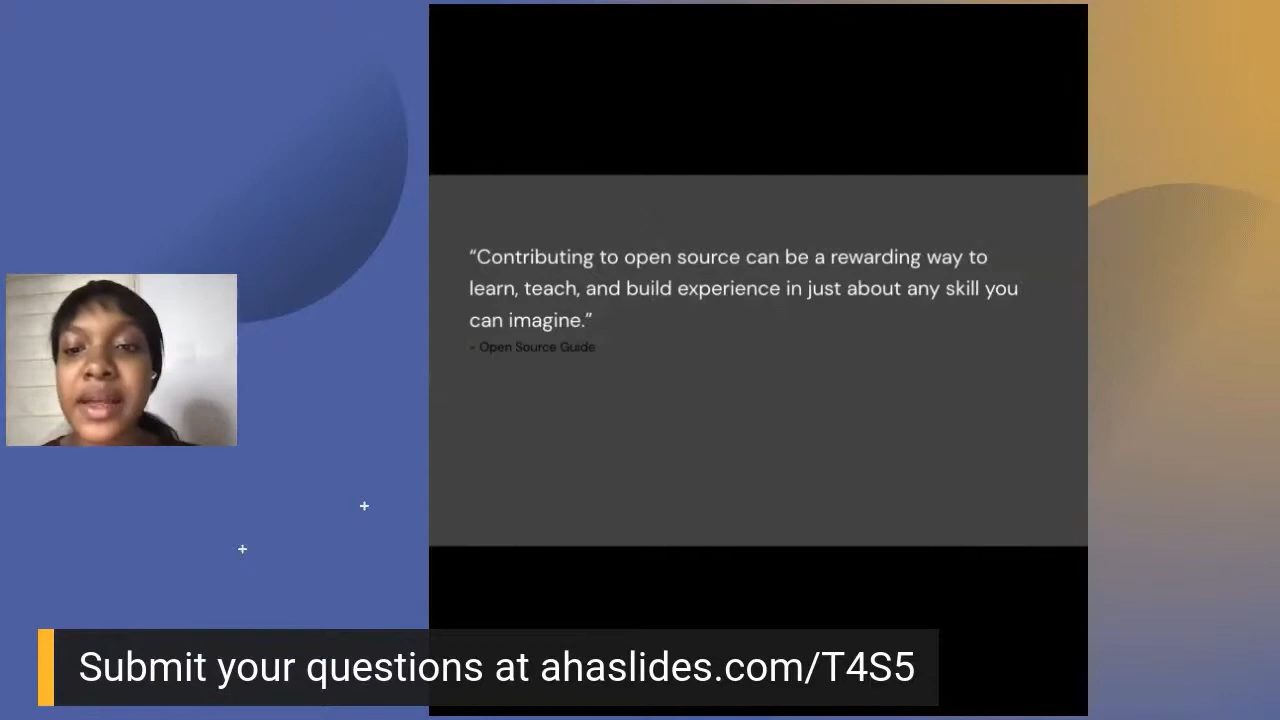 “Contributing to open source can be a rewarding way to
learn, teach, and build experience in just about any skill you
can imagine.”
- Open Source Guide
Submit your questions at ahaslides.com/T4S5